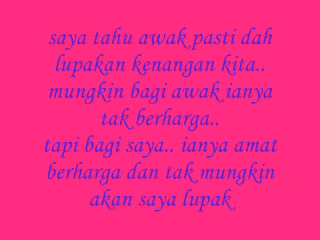 saya tahu awak pasti dah
lupakan kenangan kita..
mungkin bagi awak ianya
tak berharga..
tapi bagi saya.. ianya amat
berharga dan tak mungkin
akan saya lupak